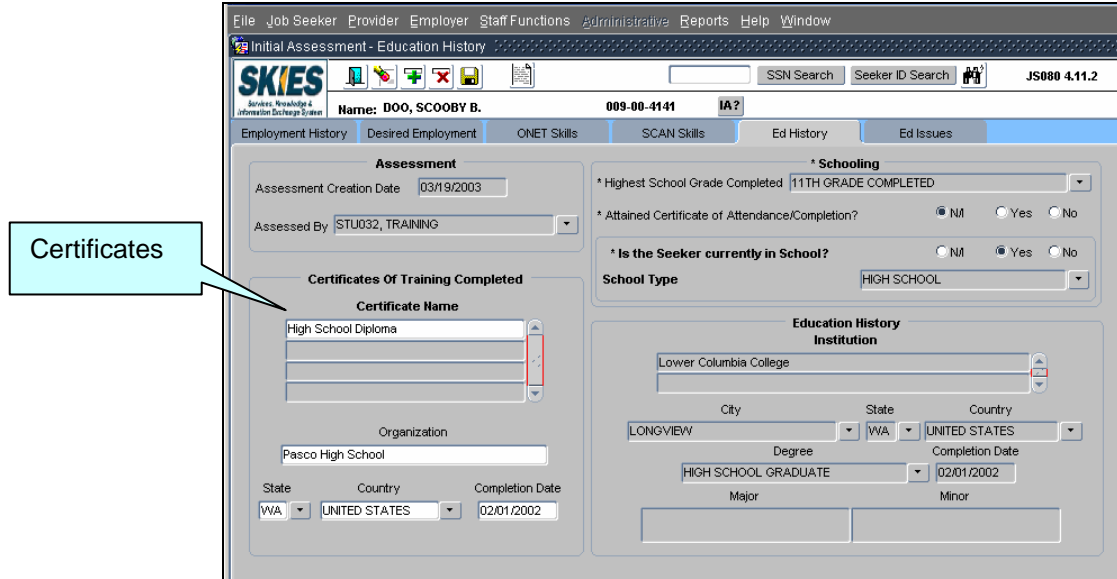 File Job Seeker Provider Employer Staff Functions Administrative Reports Help Window
Initial Assessment - Education History
SKIES
Services, Knowledge &
Information Exchange System
SSN Search Seeker ID Search JS080 4.11.2
Name: DOO, SCOOBY B. 009-00-4141 IA?
Employment History Desired Employment ONET Skills SCAN Skills Ed History Ed Issues
Certificates
Assessment
Assessment Creation Date 03/19/2003
Assessed By STU032, TRAINING
Certificates Of Training Completed
Certificate Name
High School Diploma
Organization
Pasco High School
State Country Completion Date
WA UNITED STATES 02/01/2002
* Schooling
* Highest School Grade Completed 11TH GRADE COMPLETED
* Attained Certificate of Attendance/Completion? N/I Yes No
* Is the Seeker currently in School? N/I Yes No
School Type HIGH SCHOOL
Education History
Institution
Lower Columbia College
City State Country
LONGVIEW WA UNITED STATES
Degree Completion Date
HIGH SCHOOL GRADUATE 02/01/2002
Major Minor